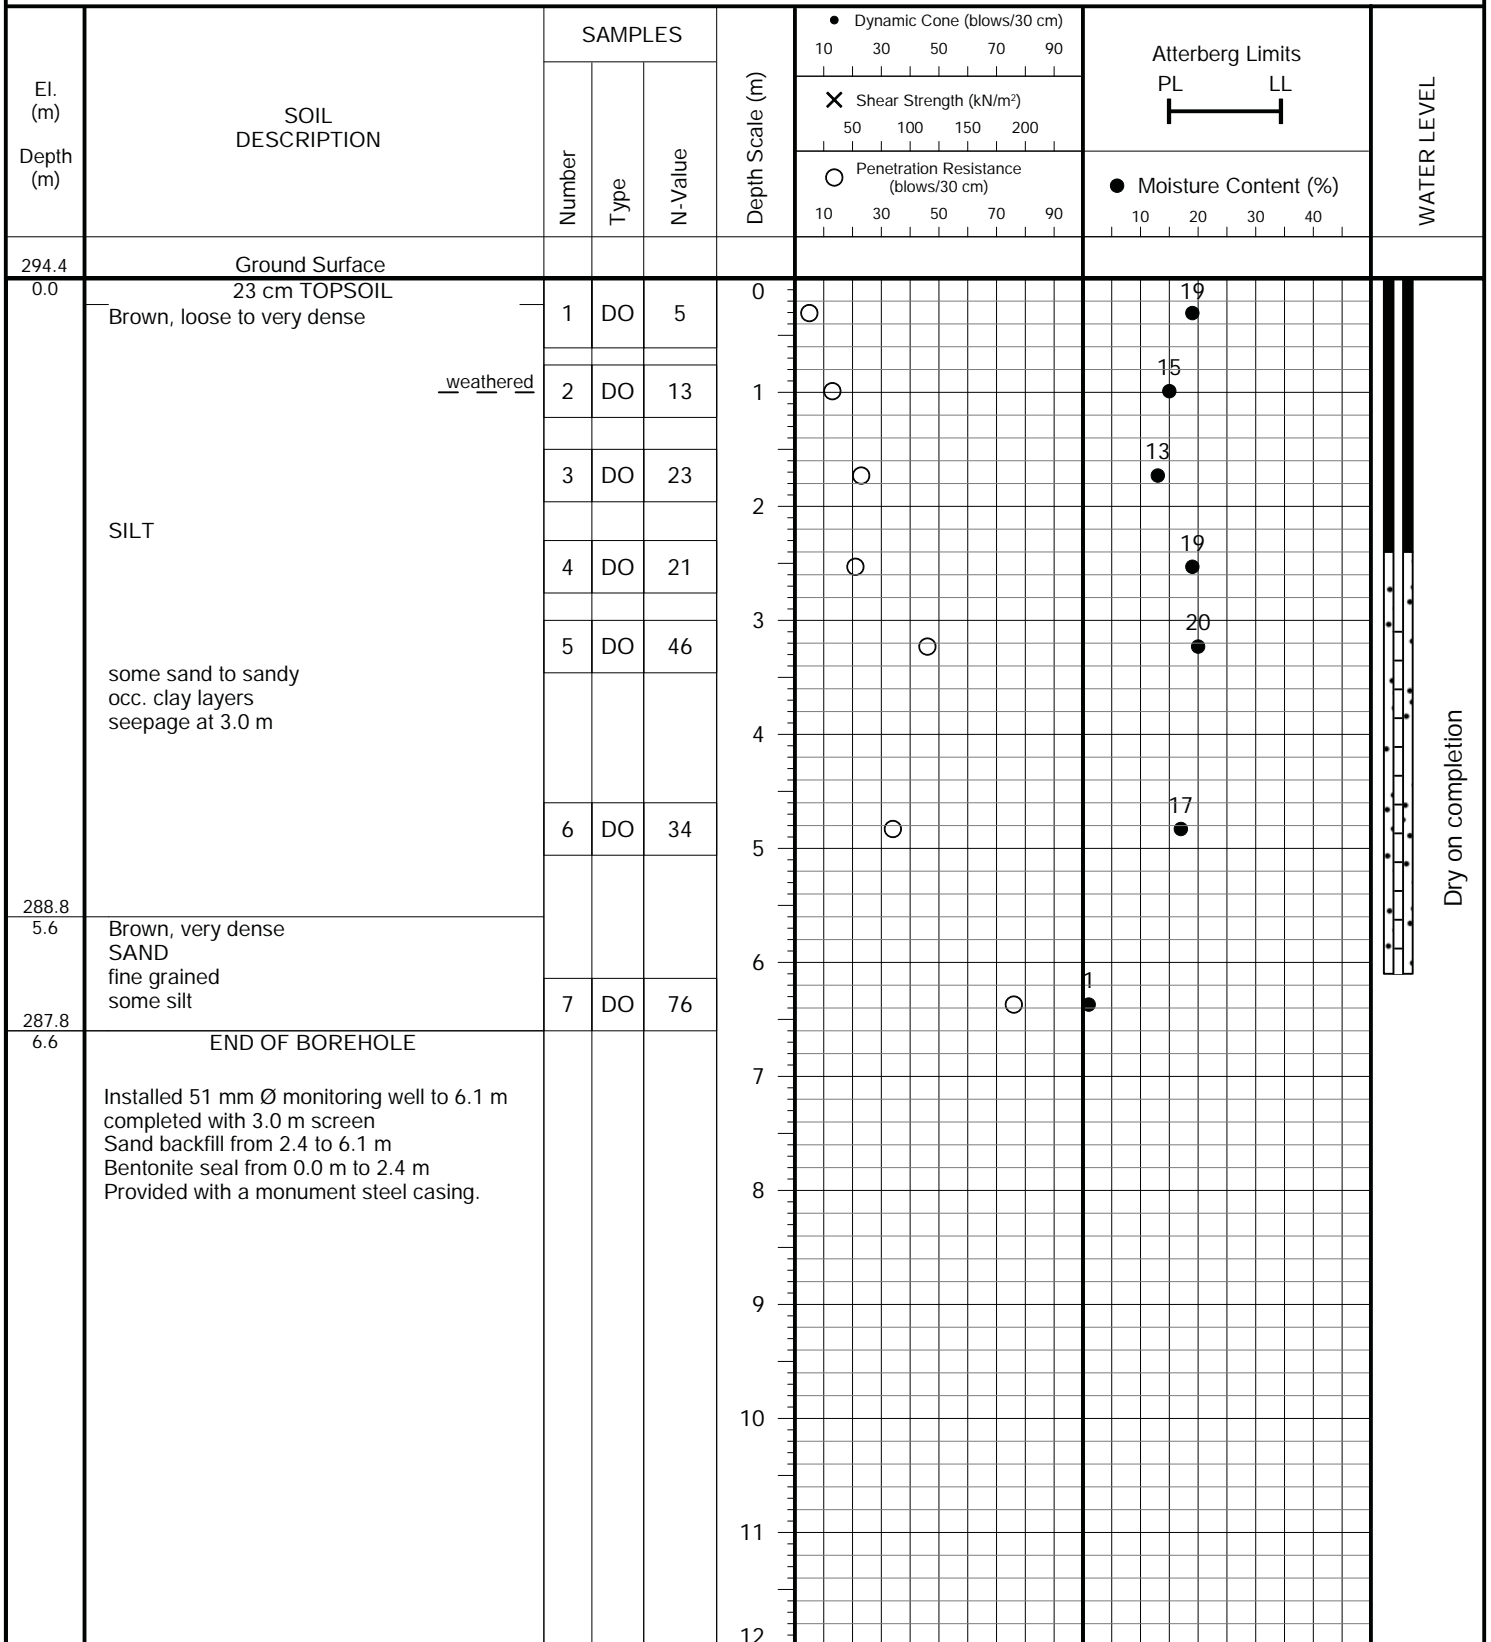 SAMPLES
El.
(m)
Depth
(m)
SOIL
DESCRIPTION
Number
Type
N-Value
Depth Scale (m)
Dynamic Cone (blows/30 cm)
10 30 50 70 90
Shear Strength (kN/m²)
50 100 150 200
Penetration Resistance
(blows/30 cm)
10 30 50 70 90
Atterberg Limits
PL LL
Moisture Content (%)
10 20 30 40
WATER LEVEL
294.4 Ground Surface
0.0 23 cm TOPSOIL 0 19
Brown, loose to very dense 1 DO 5
15
weathered 2 DO 13 1
13
3 DO 23
2
SILT
19
4 DO 21
3 20
5 DO 46
some sand to sandy
occ. clay layers
seepage at 3.0 m
4
Dry on completion
17
6 DO 34
5
288.8
5.6 Brown, very dense
SAND
6
fine grained 1
some silt 7 DO 76
287.8
6.6 END OF BOREHOLE
7
Installed 51 mm Ø monitoring well to 6.1 m
completed with 3.0 m screen
Sand backfill from 2.4 to 6.1 m
Bentonite seal from 0.0 m to 2.4 m
Provided with a monument steel casing.
8
9
10
11
12